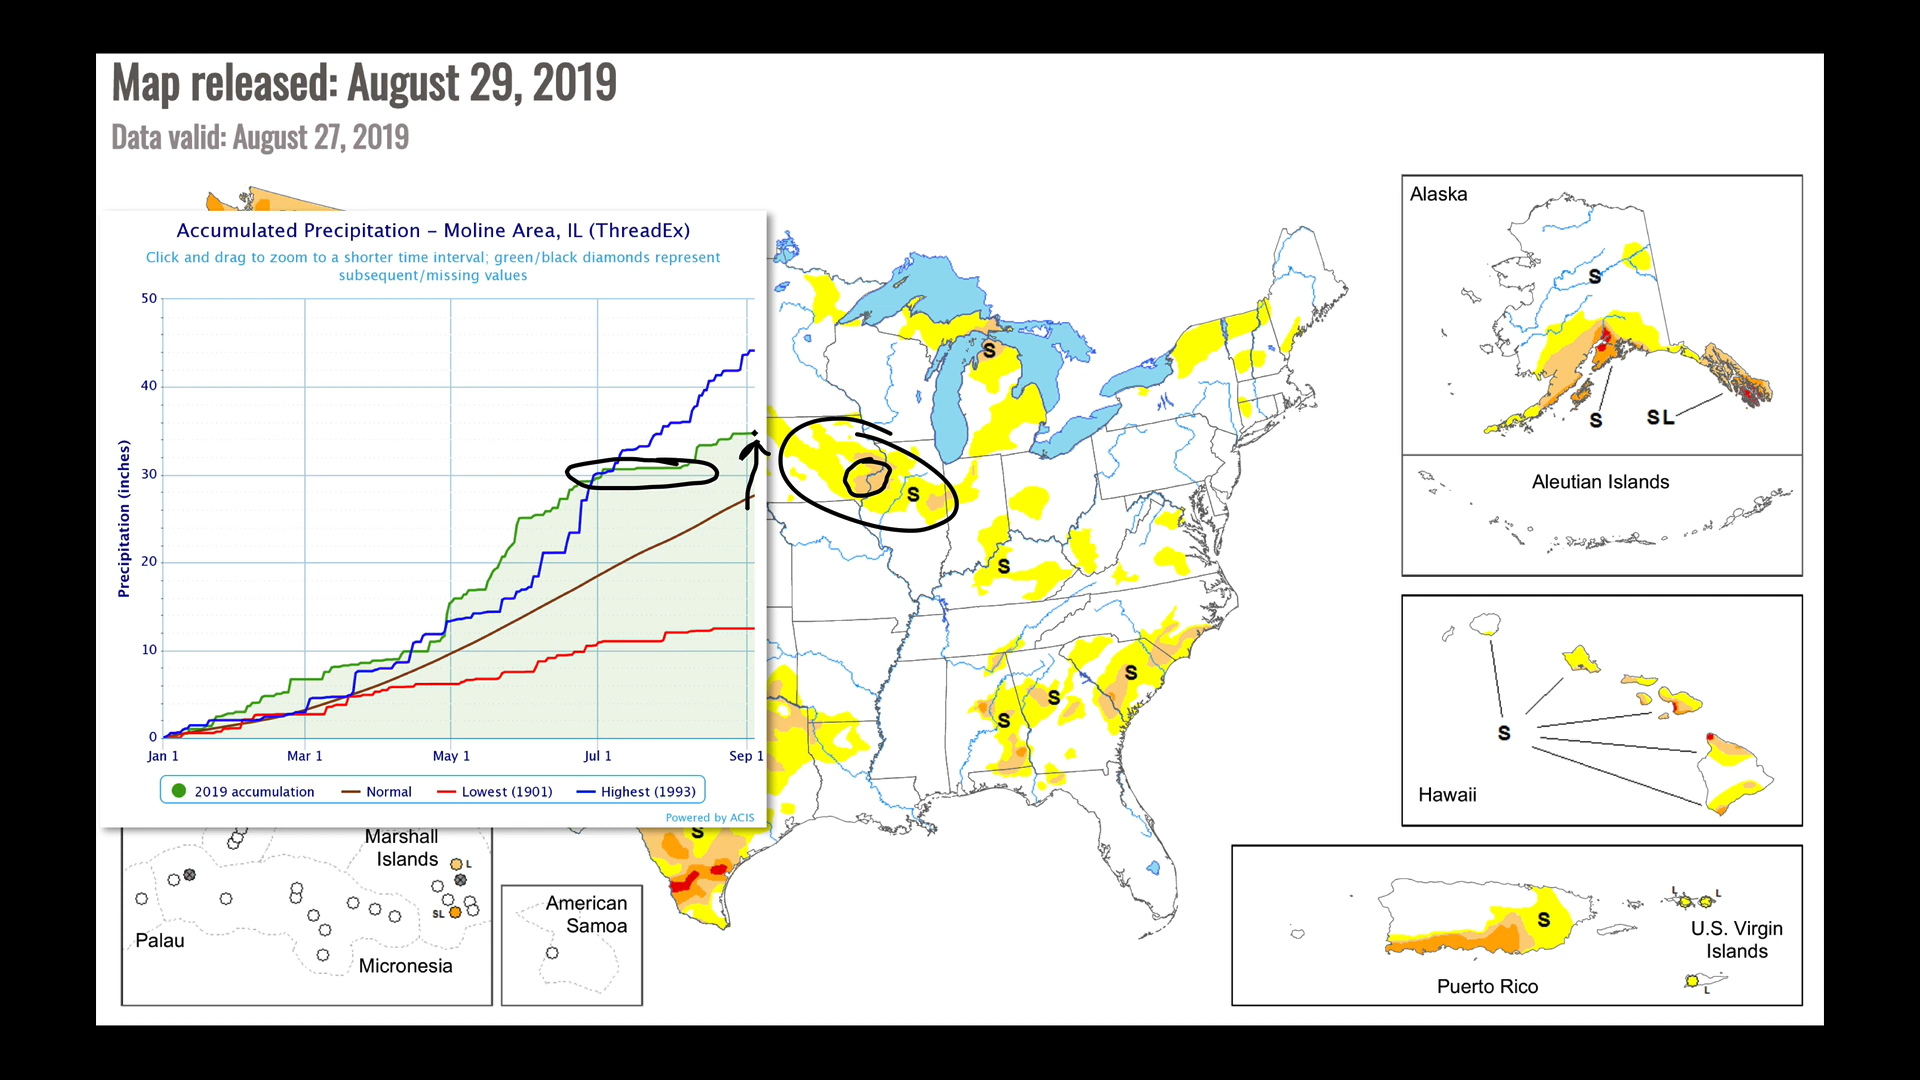 Map released: August 29, 2019
Data valid: August 27, 2019
Accumulated Precipitation – Moline Area, IL (ThreadEx)
Click and drag to zoom to a shorter time interval; green/black diamonds represent
subsequent/missing values
Precipitation (inches)
50
40
30
20
10
0
Jan 1
Mar 1
May 1
Jul 1
Sep 1
2019 accumulation
Normal
Lowest (1901)
Highest (1993)
Powered by ACIS
S
S
S
S
S
S
S
Alaska
S
S
SL
Aleutian Islands
S
Hawaii
Marshall
Islands
L
SL
Palau
Micronesia
American
Samoa
S
Puerto Rico
L
L
U.S. Virgin
Islands
L